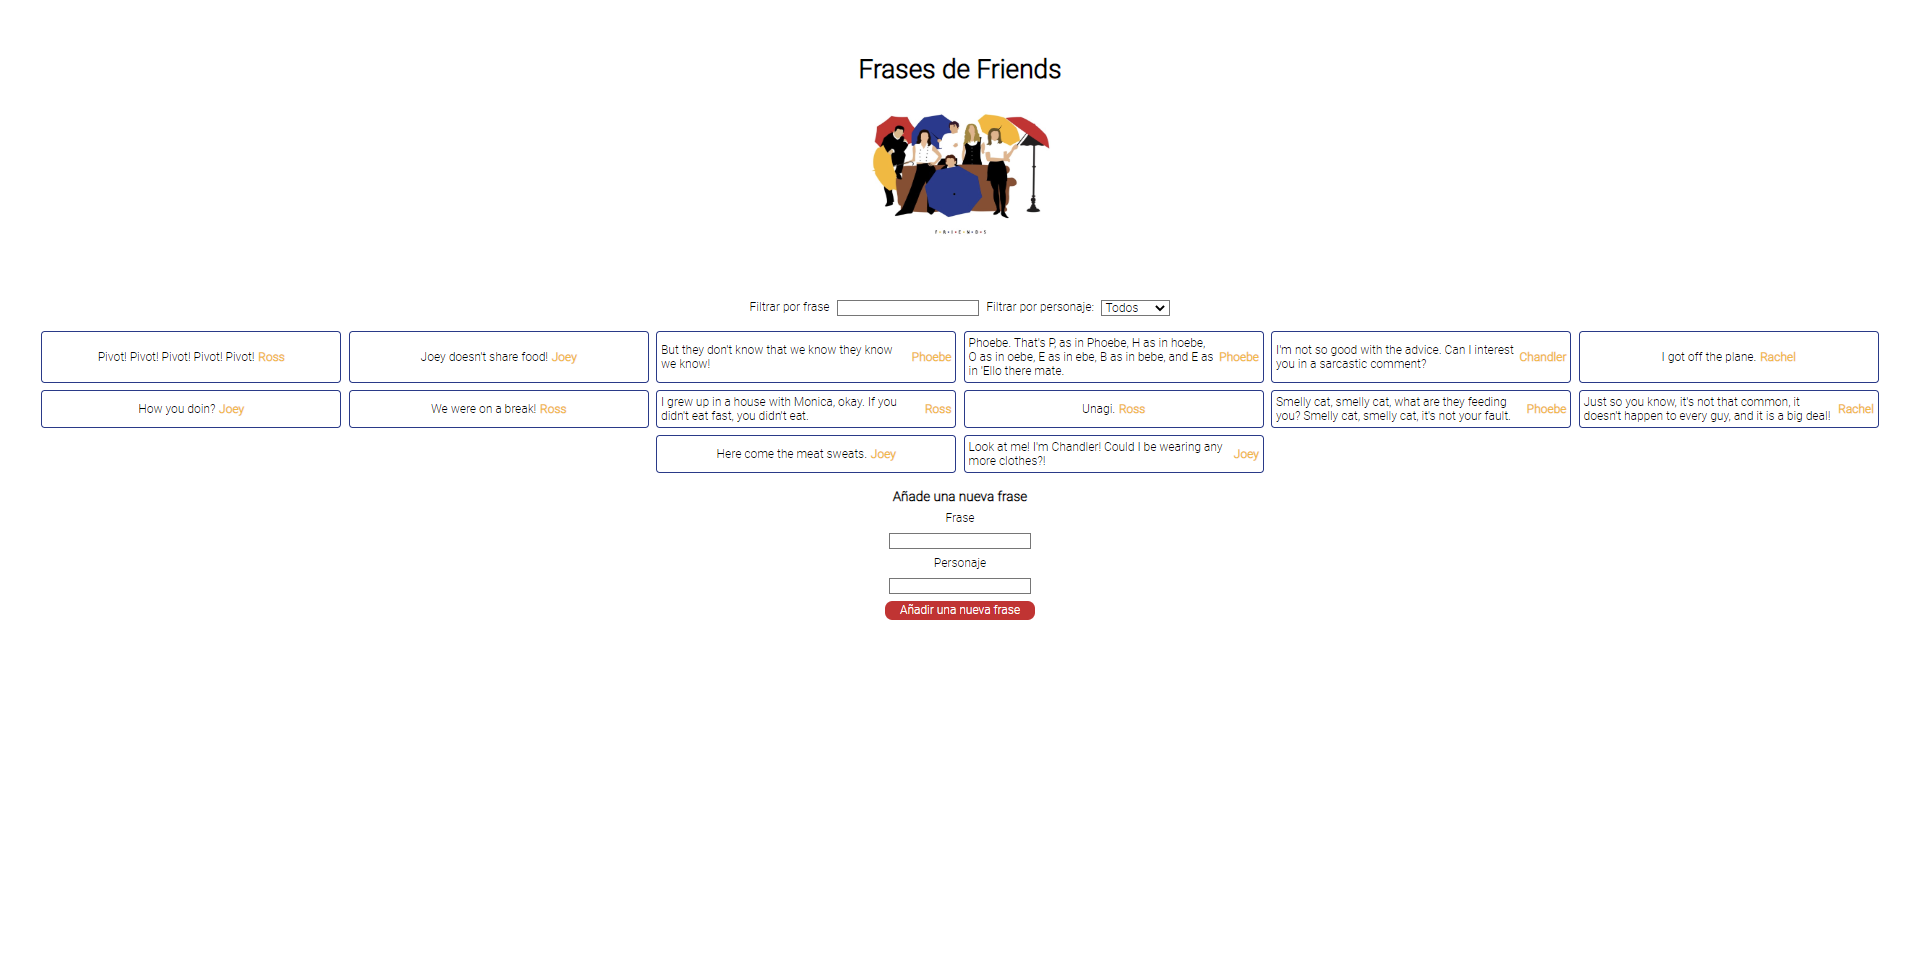 Frases de Friends
F·R·I·E·N·D·S
Filtrar por frase Filtrar por personaje: Todos
Pivot! Pivot! Pivot! Pivot! Pivot! Ross
Joey doesn't share food! Joey
But they don't know that we know they know
we know! Phoebe
Phoebe. That's P, as in Phoebe, H as in hoebe,
O as in oebe, E as in ebe, B as in bebe, and E as
in 'Ello there mate. Phoebe
I'm not so good with the advice. Can I interest
you in a sarcastic comment? Chandler
I got off the plane. Rachel
How you doin? Joey
We were on a break! Ross
I grew up in a house with Monica, okay. If you
didn't eat fast, you didn't eat. Ross
Unagi. Ross
Smelly cat, smelly cat, what are they feeding
you? Smelly cat, smelly cat, it's not your fault. Phoebe
Just so you know, it's not that common, it
doesn't happen to every guy, and it is a big deal! Rachel
Here come the meat sweats. Joey
Look at me! I'm Chandler! Could I be wearing any
more clothes?! Joey
Añade una nueva frase
Frase
Personaje
Añadir una nueva frase